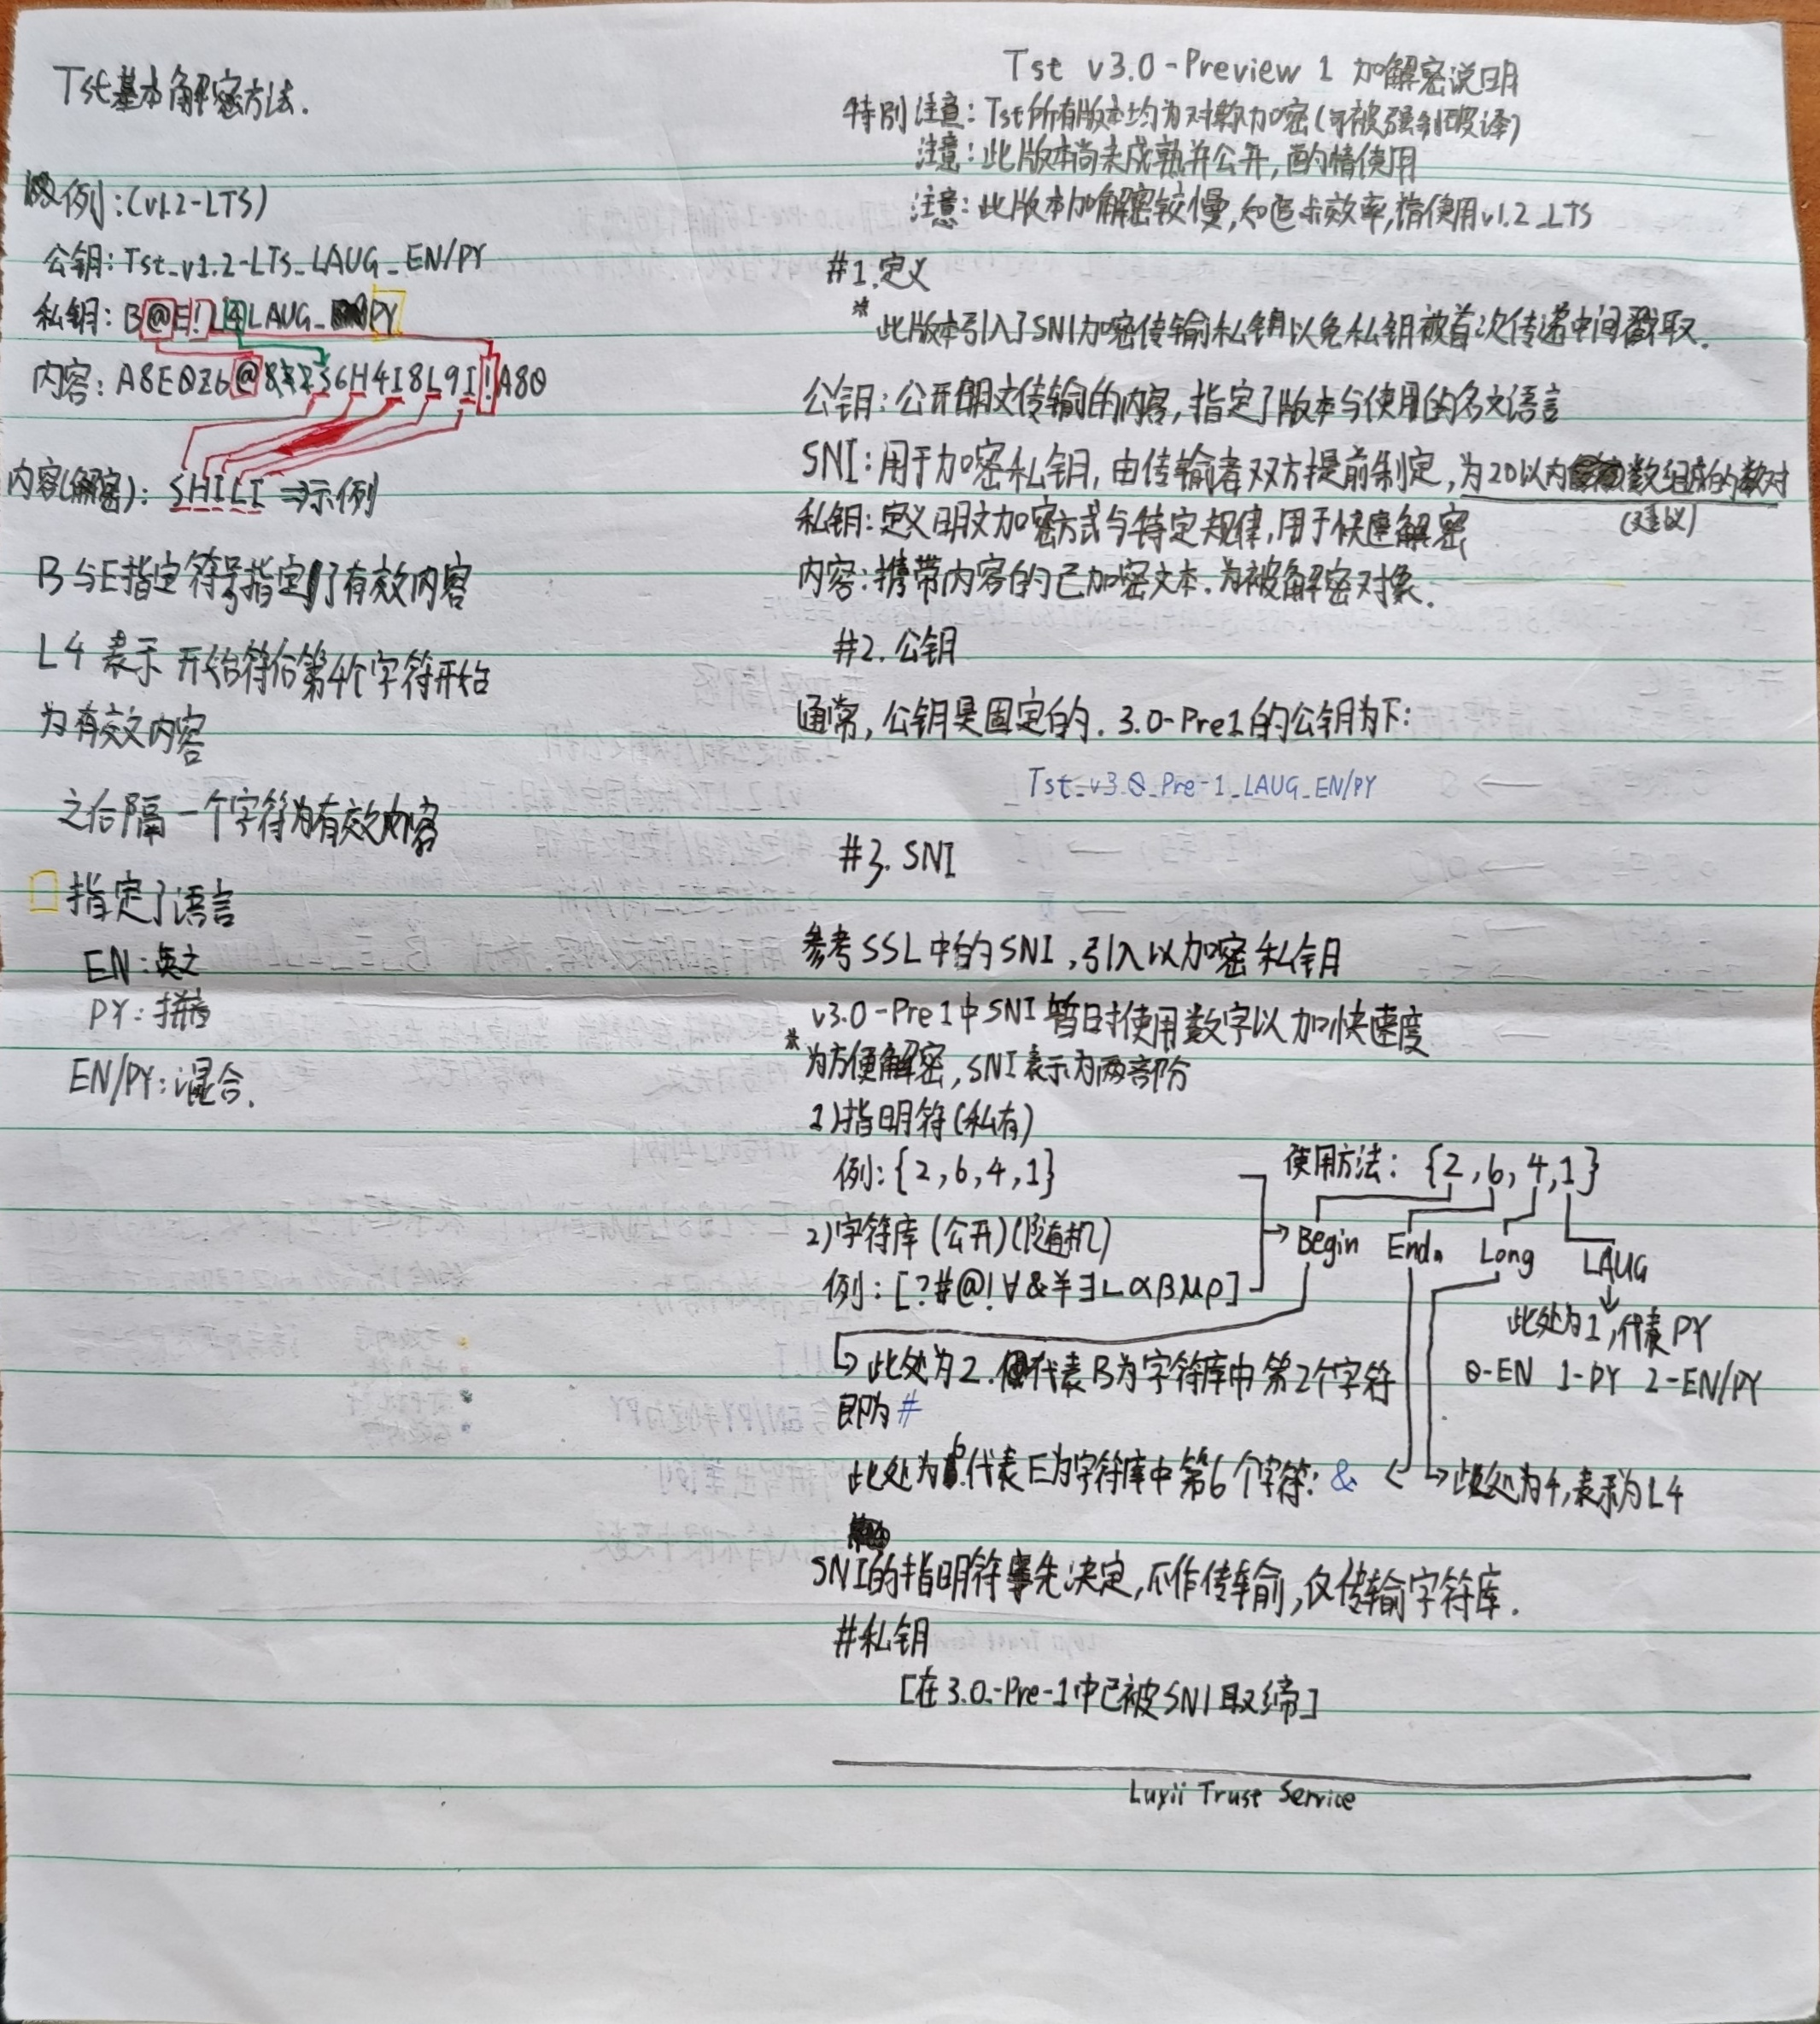 Tst基本解密方法.
例:(v1.2-LTS)
公钥:Tst_v1.2-LTS_LAUG_EN/PY
私钥:B@E!L4LAUG_PY
内容:A8EQZ6@8723S6H4I8L9I!A80
内容(解密):SHILI⇒示例
B与E指定符号指定了有效内容
L4 表示 开始符后第4个字符开始
为有效内容
之后隔一个字符为有效内容
指定了语言
EN:英文
PY:拼音
EN/PY:混合.
Tst v3.0-Preview 1 加解密说明
特别注意:Tst所有版本均为对称加密(可被强制破译)
注意:此版本尚未成熟并公开,酌情使用
注意:此版本加解密较慢,如追求效率,请使用v1.2_LTS
#1.定义
*此版本引入了SNI加密传输私钥以免私钥被首次传递中间截取.
公钥:公开明文传输的内容,指定了版本与使用的名文语言
SNI:用于加密私钥,由传输者双方提前制定,为20以内数组成的数对
(建议)
私钥:定义明文加密方式与特定规律,用于快速解密
内容:携带内容的已加密文本.为被解密对象.
#2.公钥
通常,公钥是固定的.3.0-Pre1的公钥为下:
Tst_v3.0_Pre-1_LAUG_EN/PY
#3.SNI
参考SSL中的SNI,引入以加密私钥
v3.0-Pre1中SNI暂时使用数字以加快速度
*为方便解密,SNI表示为两部分
1)指明符(私有)
例:{2,6,4,1}
2)字符库(公开)(随机)
例:[?#@!∀&¥∃∟αβμρ]
使用方法:{2,6,4,1}
Begin End. Long LAUG
此处为1,代表PY
0-EN 1-PY 2-EN/PY
此处为2.代表B为字符库中第2个字符
即为#
此处为6.代表E为字符库中第6个字符:&
此处为4,表示为L4
SNI的指明符事先决定,不作传输,仅传输字符库.
#私钥
[在3.0-Pre-1中已被SNI取缔]
Luyii Trust Service